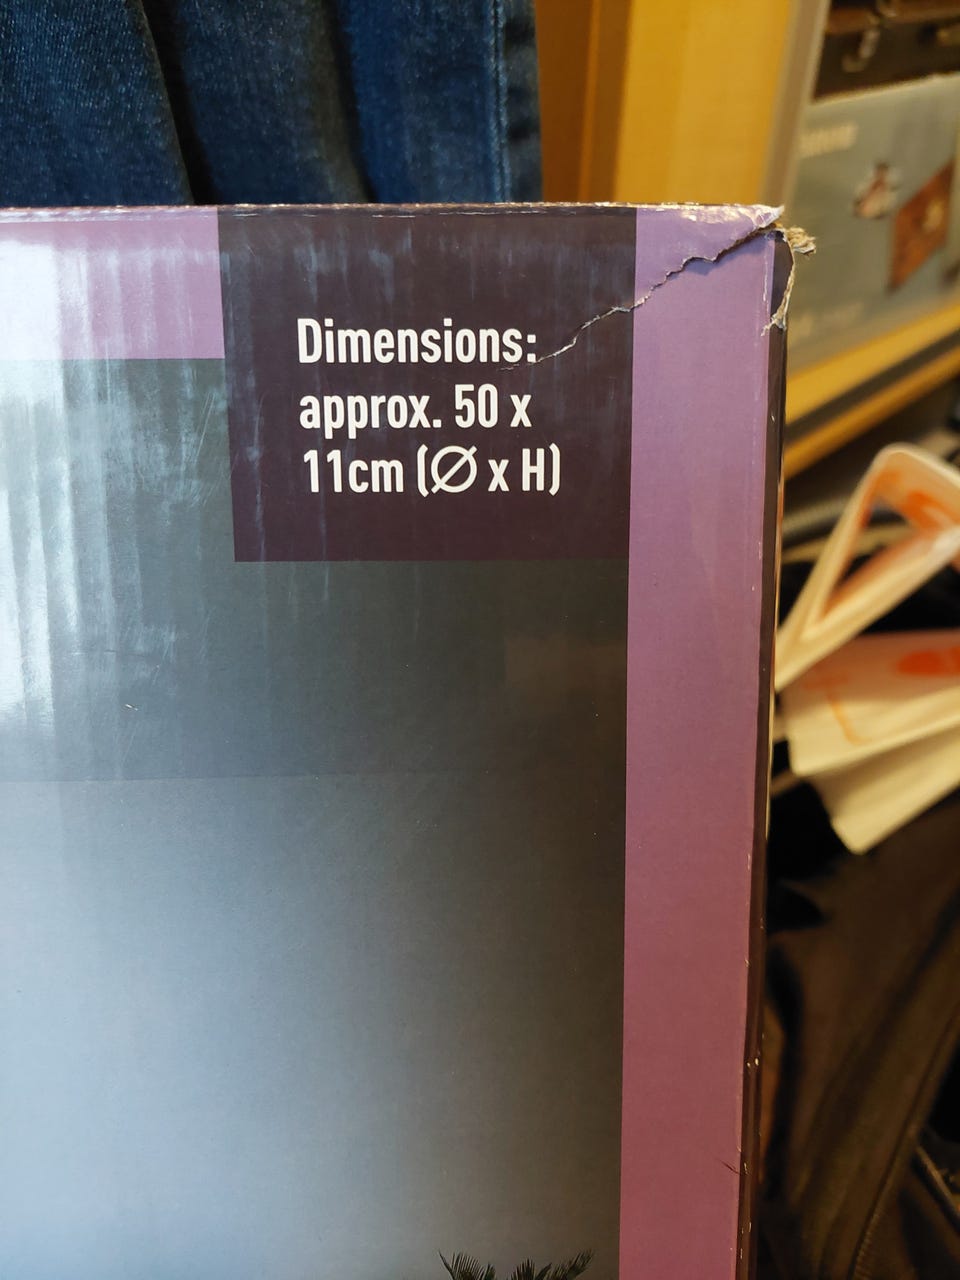 Dimensions:
approx. 50 x
11cm (Ø x H)